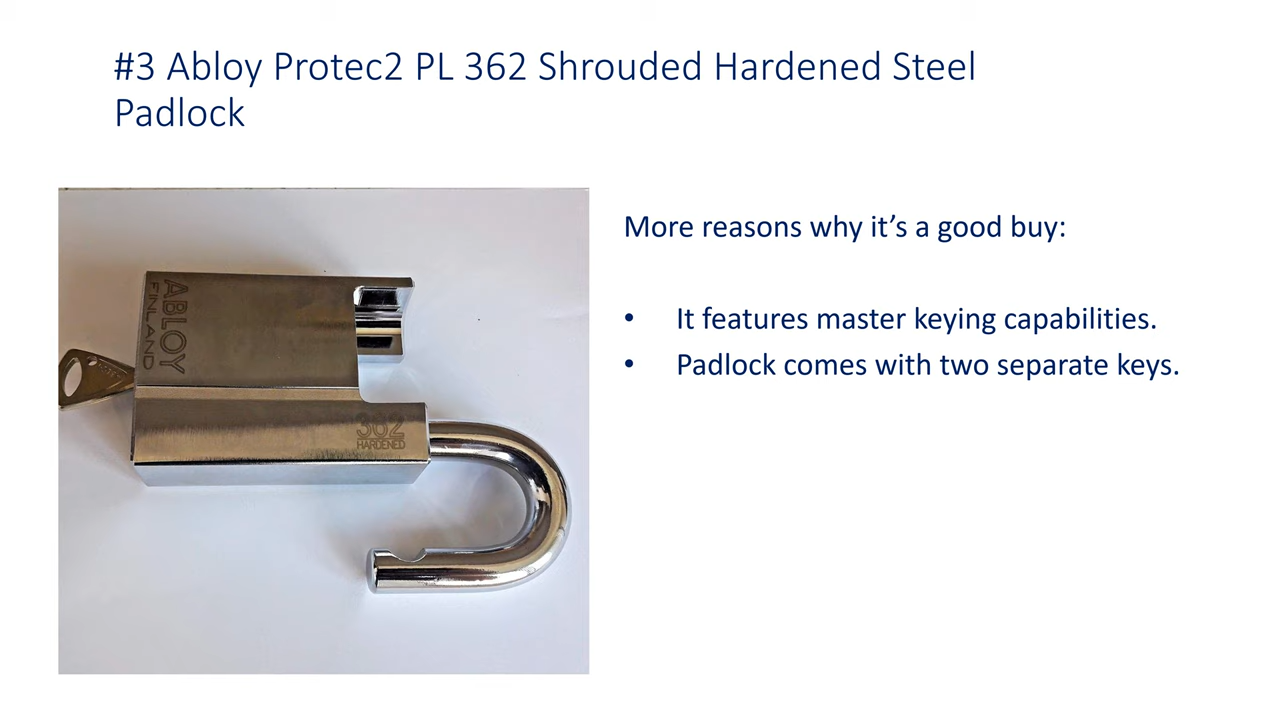 #3 Abloy Protec2 PL 362 Shrouded Hardened Steel
Padlock
ABLOY
FINLAND
362
HARDENED
More reasons why it’s a good buy:
• It features master keying capabilities.
• Padlock comes with two separate keys.